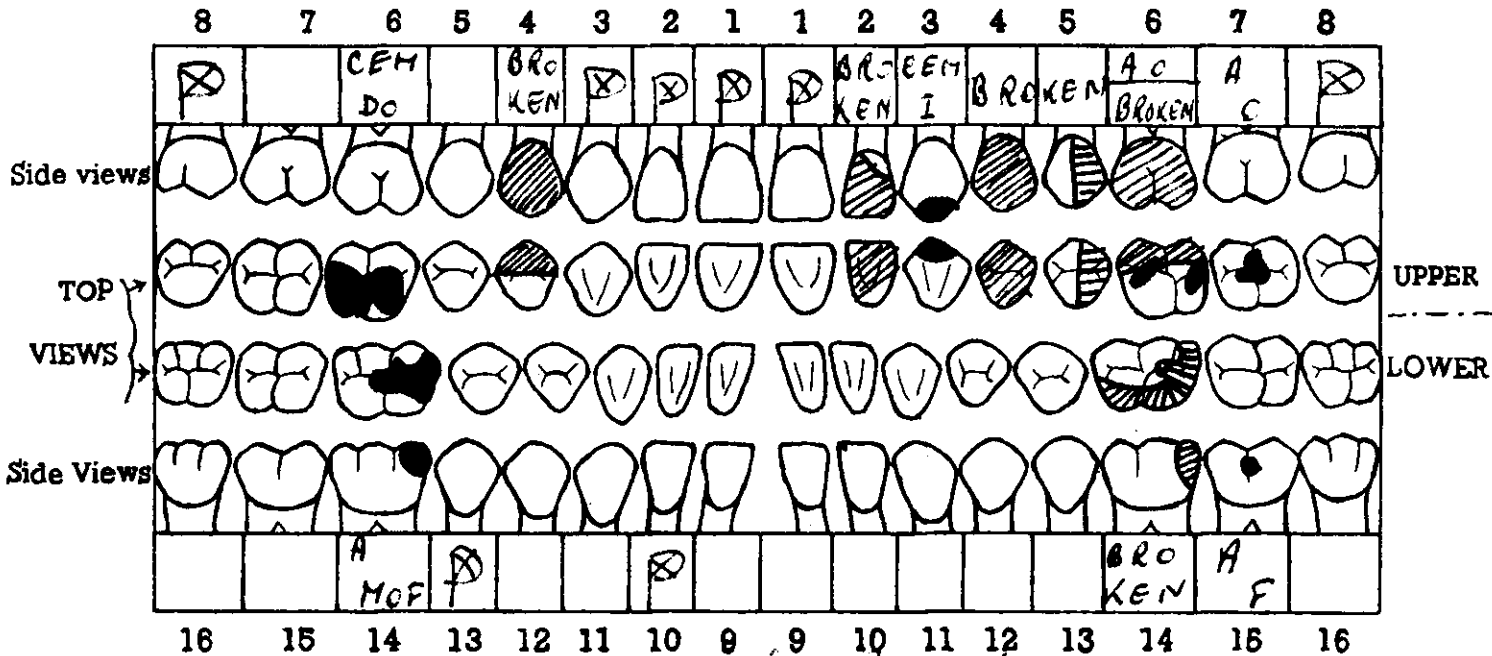 8 7 6 5 4 3 2 1 1 2 3 4 5 6 7 8
CEM BRO BRO CEM BROKEN A O A
DO KEN KEN I BROKEN C
Side views
TOP UPPER
VIEWS LOWER
Side Views
A BRO A
MOF KEN F
16 15 14 13 12 11 10 9 9 10 11 12 13 14 15 16